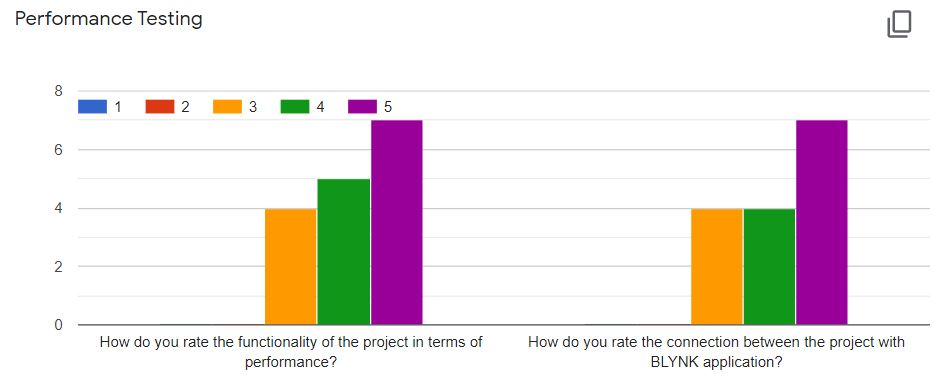 Performance Testing
8
1 2 3 4 5
6
4
2
0
How do you rate the functionality of the project in terms of
performance?
How do you rate the connection between the project with
BLYNK application?